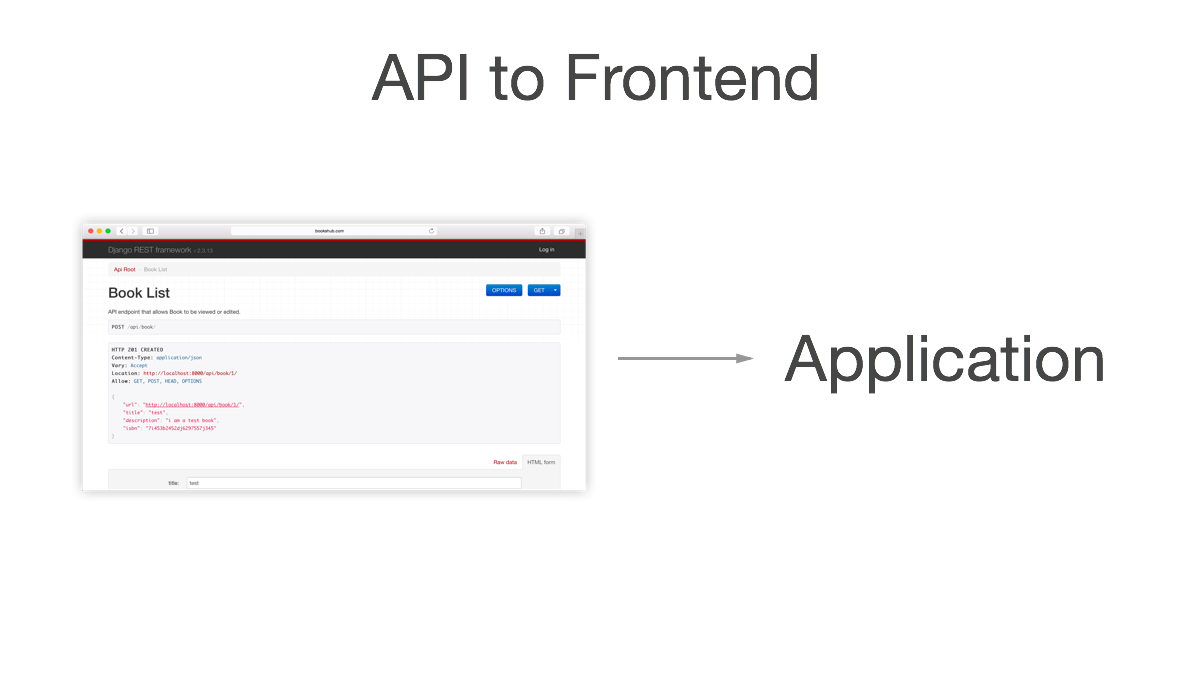 API to Frontend
bookshub.com
Django REST framework v 2.3.13
Log in
Api Root Book List
Book List
OPTIONS GET
API endpoint that allows Book to be viewed or edited.
POST /api/book/
HTTP 201 CREATED
Content-Type: application/json
Vary: Accept
Location: http://localhost:8000/api/book/1/
Allow: GET, POST, HEAD, OPTIONS
{
"url": "http://localhost:8000/api/book/1/",
"title": "test",
"description": "i am a test book",
"isbn": "7i453b2452dj6297557j345"
}
Raw data HTML form
title: test
Application